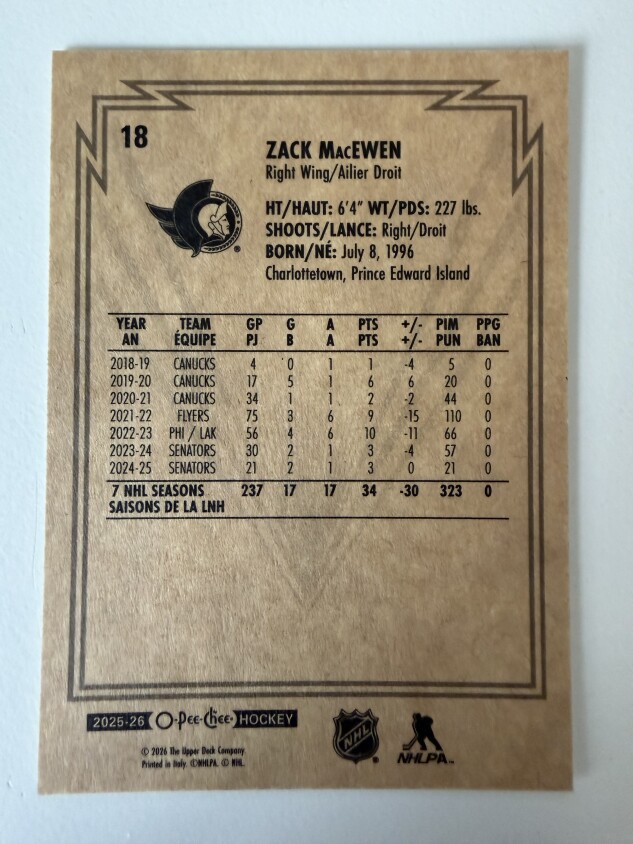 18
ZACK MACEWEN
Right Wing/Ailier Droit
HT/HAUT: 6'4" WT/PDS: 227 lbs.
SHOOTS/LANCE: Right/Droit
BORN/NÉ: July 8, 1996
Charlottetown, Prince Edward Island
®
YEAR TEAM GP G A PTS +/- PIM PPG
AN ÉQUIPE PJ B A PTS +/- PUN BAN
2018-19 CANUCKS 4 0 1 1 -4 5 0
2019-20 CANUCKS 17 5 1 6 6 20 0
2020-21 CANUCKS 34 1 1 2 -2 44 0
2021-22 FLYERS 75 3 6 9 -15 110 0
2022-23 PHI / LAK 56 4 6 10 -11 66 0
2023-24 SENATORS 30 2 1 3 -4 57 0
2024-25 SENATORS 21 2 1 3 0 21 0
7 NHL SEASONS 237 17 17 34 -30 323 0
SAISONS DE LA LNH
2025-26 O-Pee-Chee HOCKEY
© 2026 The Upper Deck Company.
Printed in Italy. ©NHLPA. © NHL.
NHL ®
NHLPA™